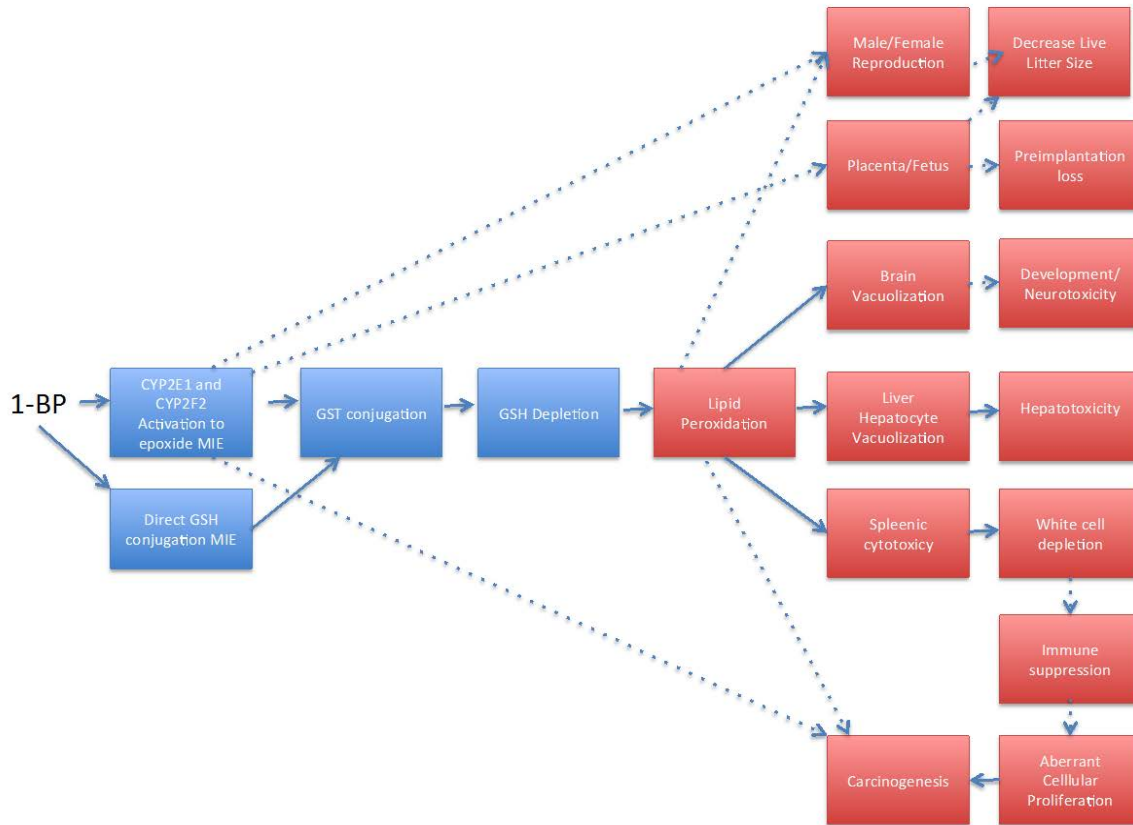 Male/Female
Reproduction
Decrease Live
Litter Size
Placenta/Fetus
Preimplantation
loss
Brain
Vacuolization
Development/
Neurotoxicity
1-BP
CYP2E1 and
CYP2F2
Activation to
epoxide MIE
GST conjugation
GSH Depletion
Lipid
Peroxidation
Liver
Hepatocyte
Vacuolization
Hepatotoxicity
Direct GSH
conjugation MIE
Spleenic
cytotoxicy
White cell
depletion
Immune
suppression
Carcinogenesis
Aberrant
Celllular
Proliferation